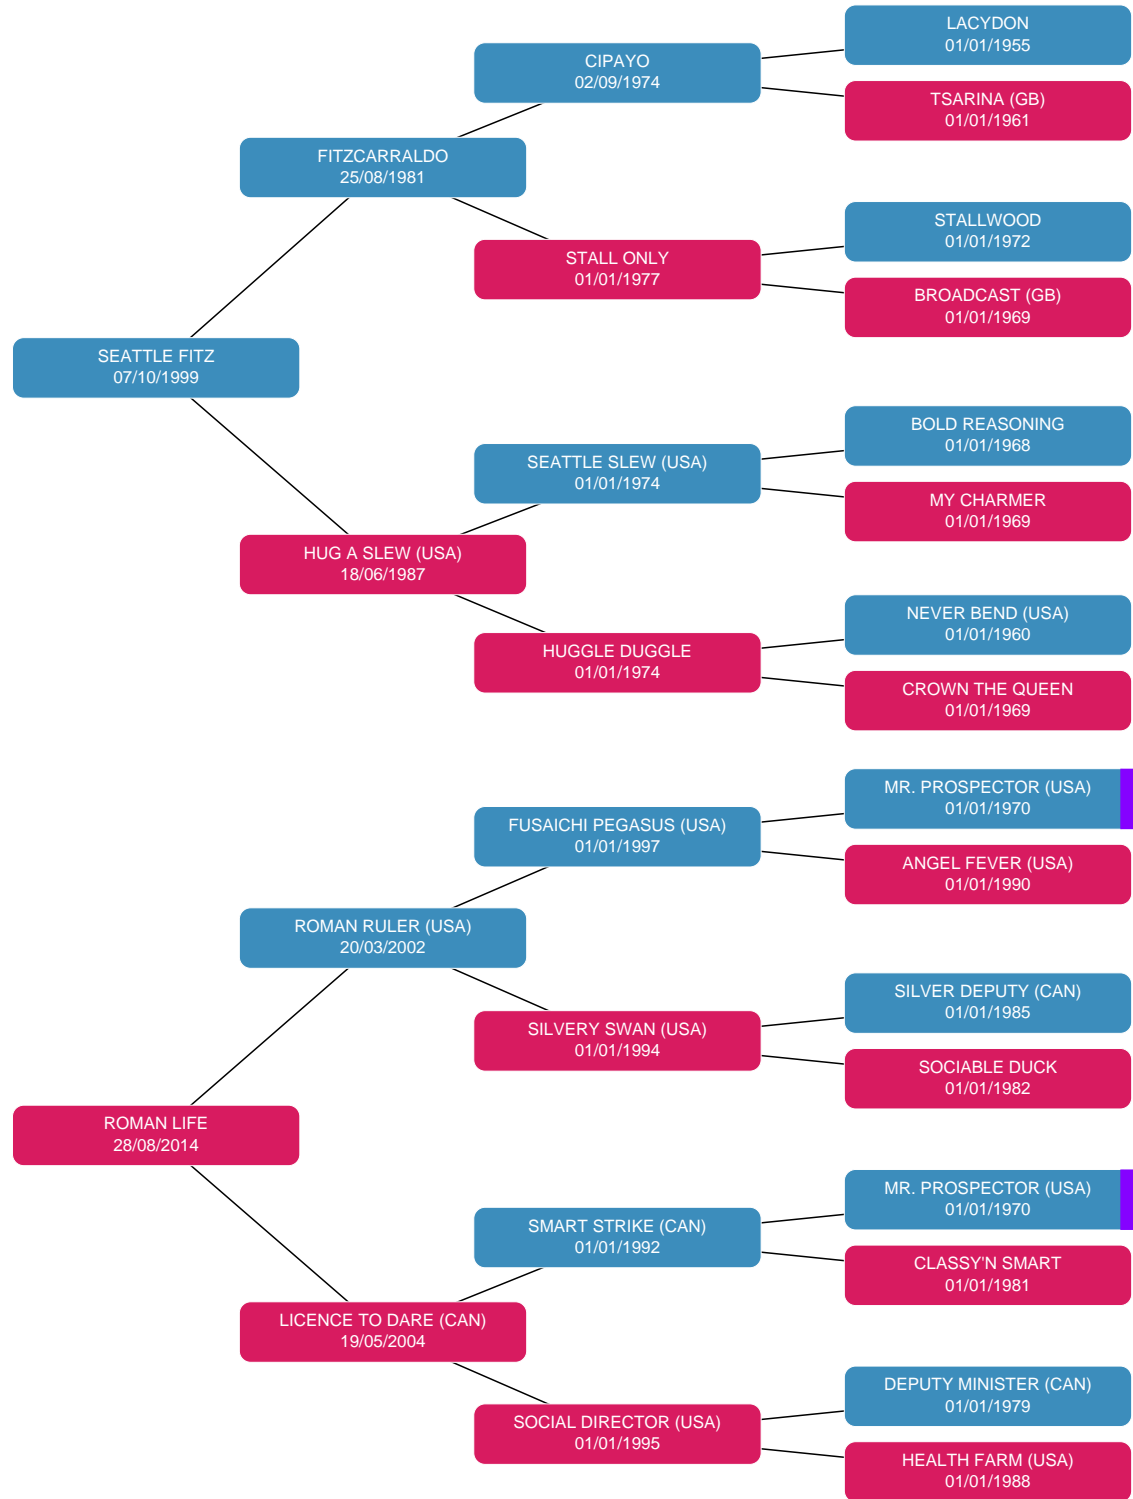 LACYDON
01/01/1955
CIPAYO
02/09/1974
TSARINA (GB)
01/01/1961
FITZCARRALDO
25/08/1981
STALLWOOD
01/01/1972
STALL ONLY
01/01/1977
BROADCAST (GB)
01/01/1969
SEATTLE FITZ
07/10/1999
BOLD REASONING
01/01/1968
SEATTLE SLEW (USA)
01/01/1974
MY CHARMER
01/01/1969
HUG A SLEW (USA)
18/06/1987
NEVER BEND (USA)
01/01/1960
HUGGLE DUGGLE
01/01/1974
CROWN THE QUEEN
01/01/1969
MR. PROSPECTOR (USA)
01/01/1970
FUSAICHI PEGASUS (USA)
01/01/1997
ANGEL FEVER (USA)
01/01/1990
ROMAN RULER (USA)
20/03/2002
SILVER DEPUTY (CAN)
01/01/1985
SILVERY SWAN (USA)
01/01/1994
SOCIABLE DUCK
01/01/1982
ROMAN LIFE
28/08/2014
MR. PROSPECTOR (USA)
01/01/1970
SMART STRIKE (CAN)
01/01/1992
CLASSY'N SMART
01/01/1981
LICENCE TO DARE (CAN)
19/05/2004
DEPUTY MINISTER (CAN)
01/01/1979
SOCIAL DIRECTOR (USA)
01/01/1995
HEALTH FARM (USA)
01/01/1988